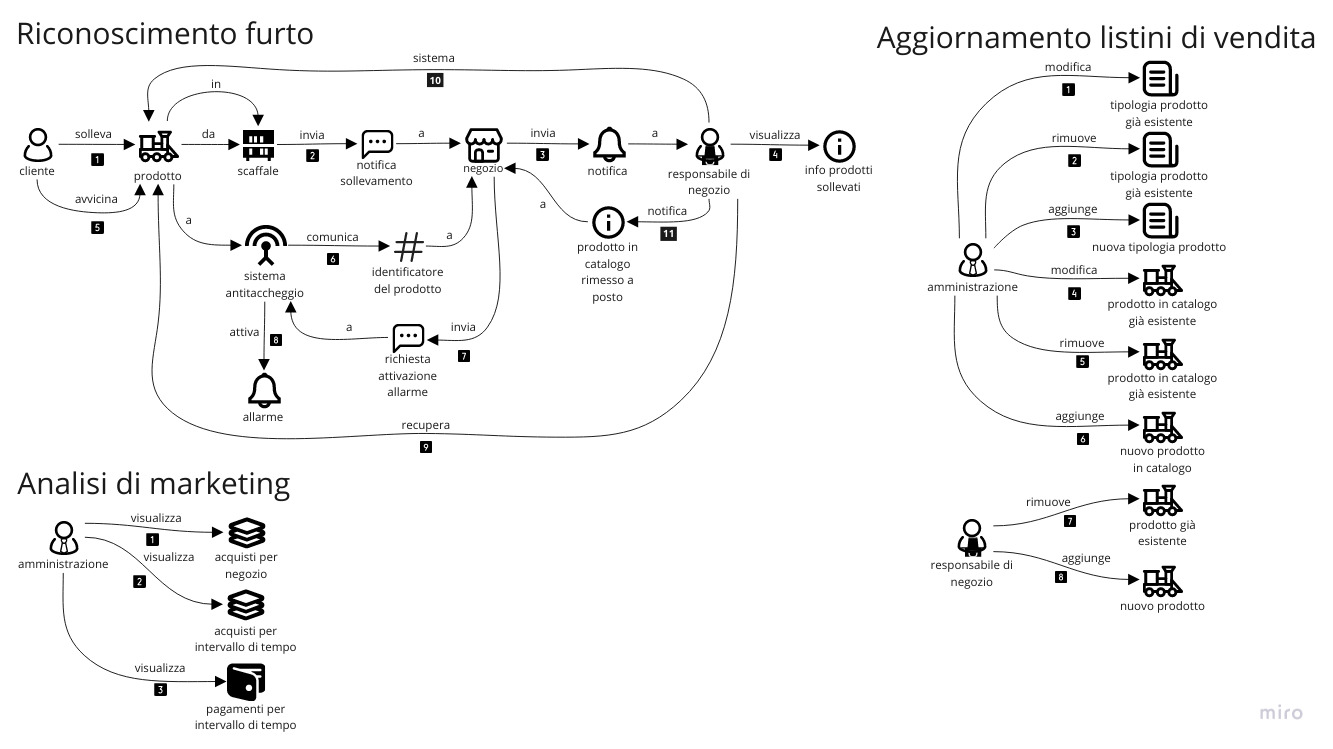 Riconoscimento furto
sistema
10
in
solleva
1
da
invia
2
a
invia
3
a
visualizza
4
cliente
prodotto
scaffale
notifica
sollevamento
negozio
notifica
responsabile di
negozio
info prodotti
sollevati
avvicina
5
a
notifica
11
a
prodotto in
catalogo
rimesso a
posto
comunica
6
a
sistema
antitaccheggio
identificatore
del prodotto
attiva
8
a
invia
7
richiesta
attivazione
allarme
allarme
recupera
9
Analisi di marketing
visualizza
1
visualizza
2
amministrazione
acquisti per
negozio
acquisti per
intervallo di tempo
visualizza
3
pagamenti per
intervallo di tempo
Aggiornamento listini di vendita
modifica
1
tipologia prodotto
già esistente
rimuove
2
tipologia prodotto
già esistente
aggiunge
3
nuova tipologia prodotto
amministrazione
modifica
4
prodotto in catalogo
già esistente
rimuove
5
prodotto in catalogo
già esistente
aggiunge
6
nuovo prodotto
in catalogo
rimuove
7
prodotto già
esistente
responsabile di
negozio
aggiunge
8
nuovo prodotto
miro